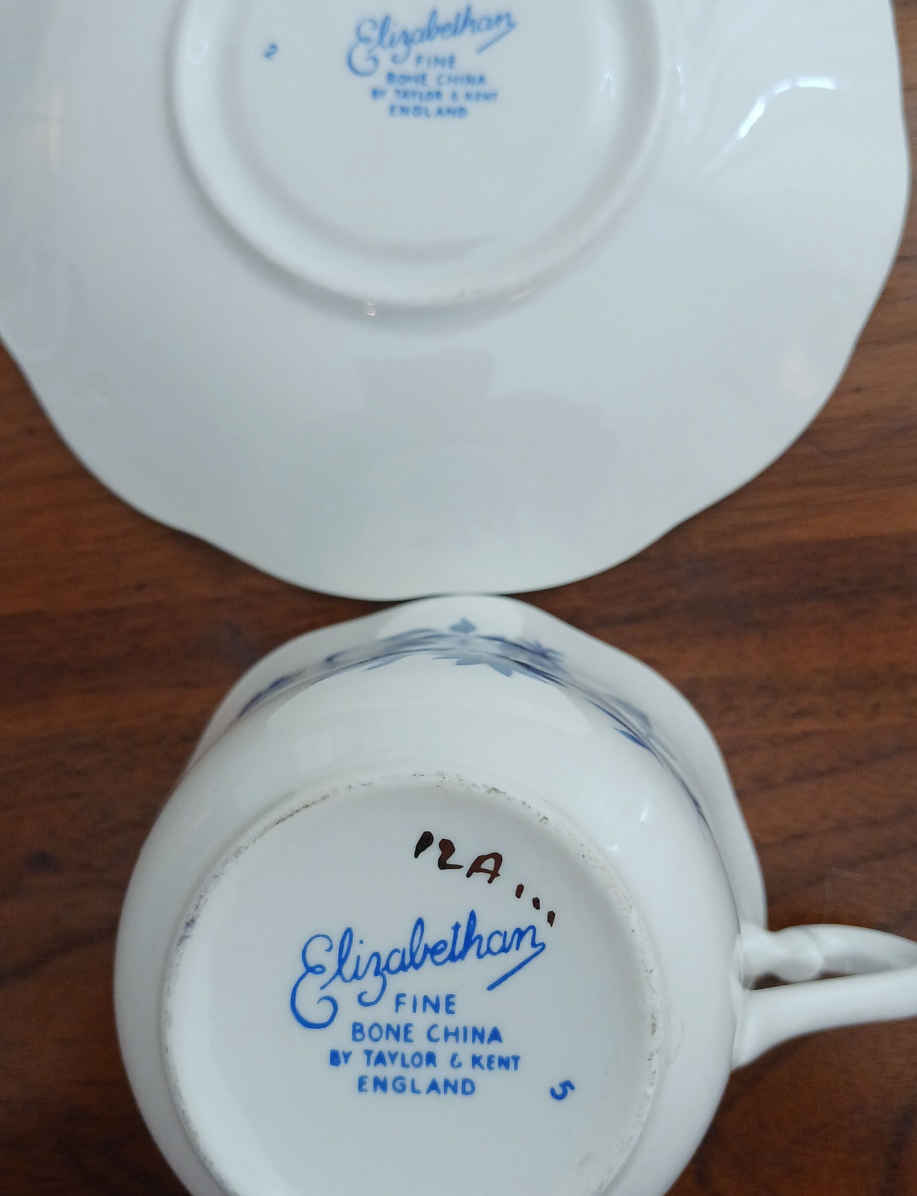 2
Elizabethan
FINE
BONE CHINA
BY TAYLOR & KENT
ENGLAND
12A...
Elizabethan
FINE
BONE CHINA
BY TAYLOR & KENT
ENGLAND
5